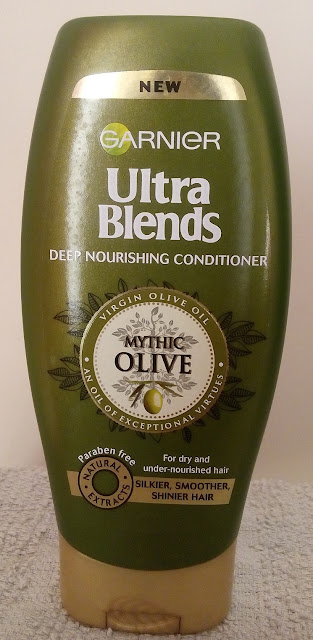 NEW
GARNIER
Ultra
Blends
DEEP NOURISHING CONDITIONER
VIRGIN OLIVE OIL
MYTHIC
OLIVE
AN OIL OF EXCEPTIONAL VIRTUES
Paraben free
NATURAL
EXTRACTS
For dry and
under-nourished hair
SILKIER, SMOOTHER,
SHINIER HAIR